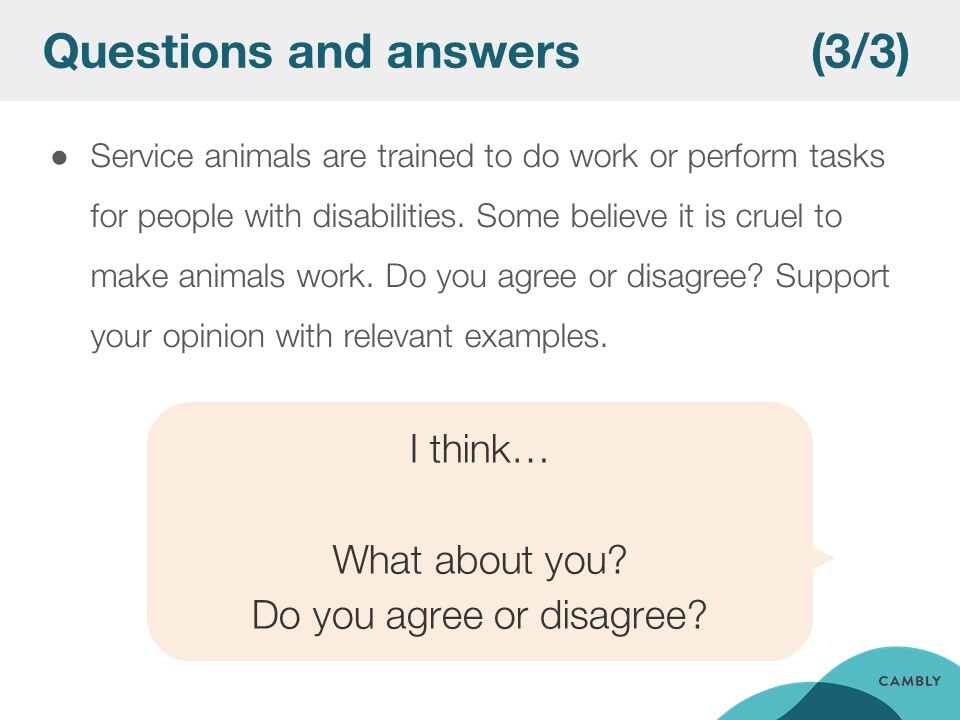 Questions and answers (3/3)
● Service animals are trained to do work or perform tasks
for people with disabilities. Some believe it is cruel to
make animals work. Do you agree or disagree? Support
your opinion with relevant examples.
I think…
What about you?
Do you agree or disagree?
CAMBLY